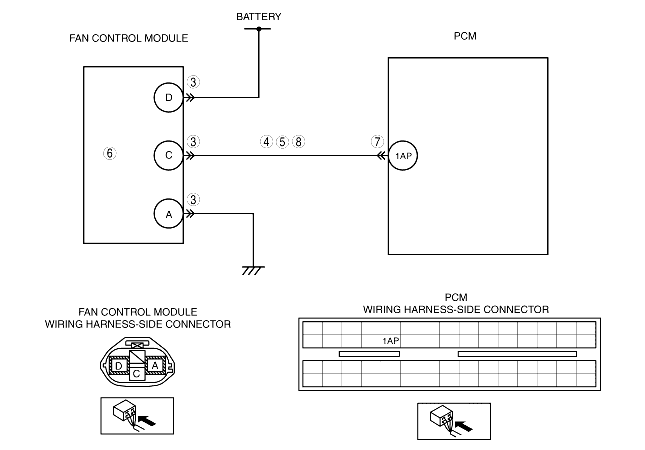 BATTERY
FAN CONTROL MODULE
PCM
3
D
3
4 5 8
7
6
C
1AP
3
A
FAN CONTROL MODULE
WIRING HARNESS-SIDE CONNECTOR
PCM
WIRING HARNESS-SIDE CONNECTOR
1AP
D
A
C